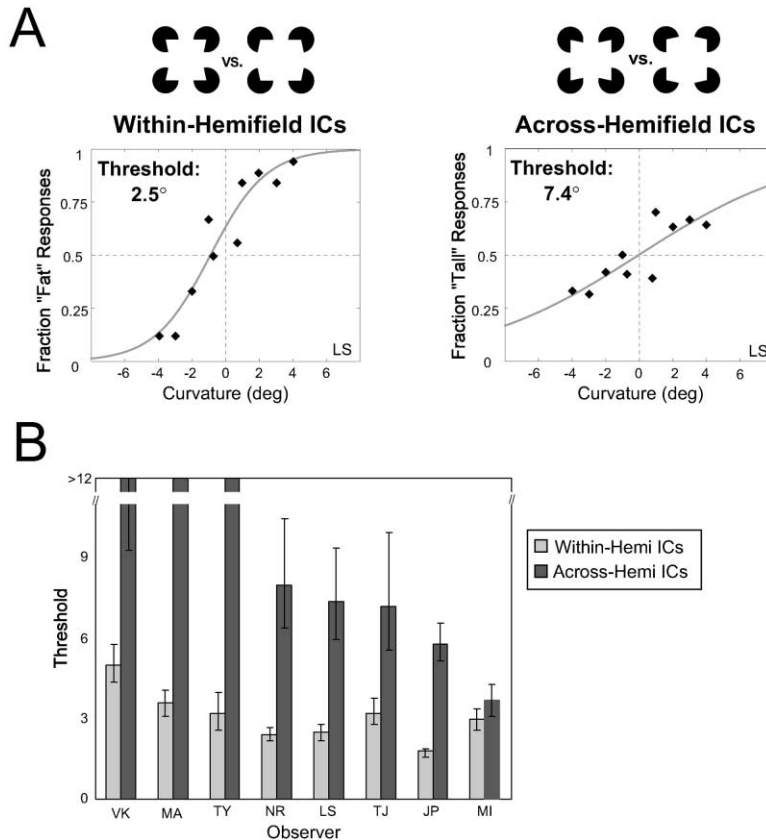 A
vs.
vs.
Within-Hemifield ICs
Across-Hemifield ICs
Threshold:
2.5°
Fraction "Fat" Responses
1
0.75
0.5
0.25
0
-6 -4 -2 0 2 4 6
Curvature (deg)
LS
Threshold:
7.4°
Fraction "Tall" Responses
1
0.75
0.5
0.25
0
-6 -4 -2 0 2 4 6
Curvature (deg)
LS
B
>12
9
6
3
0
Threshold
VK MA TY NR LS TJ JP MI
Observer
Within-Hemi ICs
Across-Hemi ICs